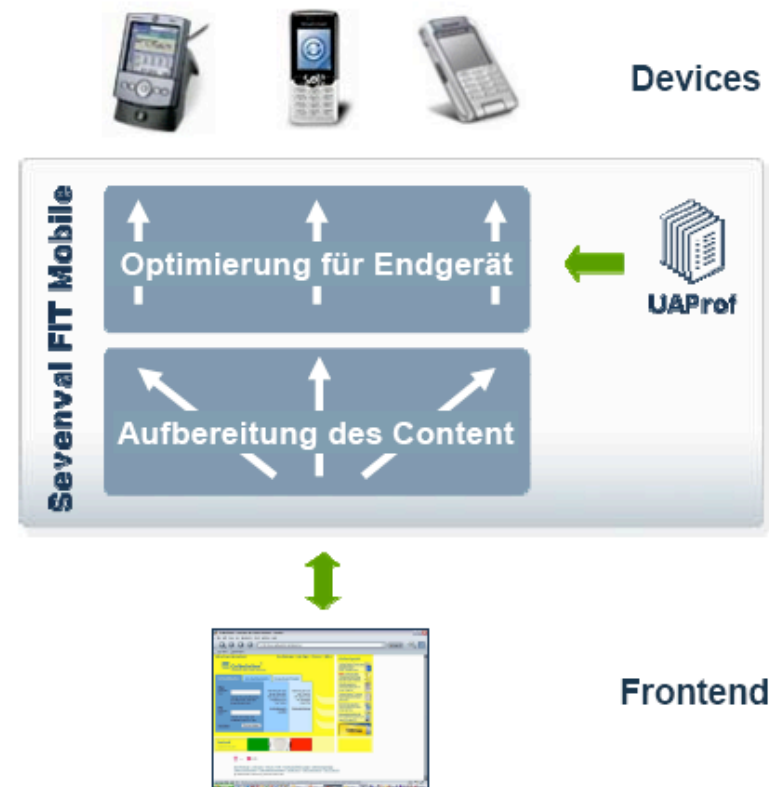 Devices
Sevenval FIT Mobile
Optimierung für Endgerät
UAProf
Aufbereitung des Content
Frontend